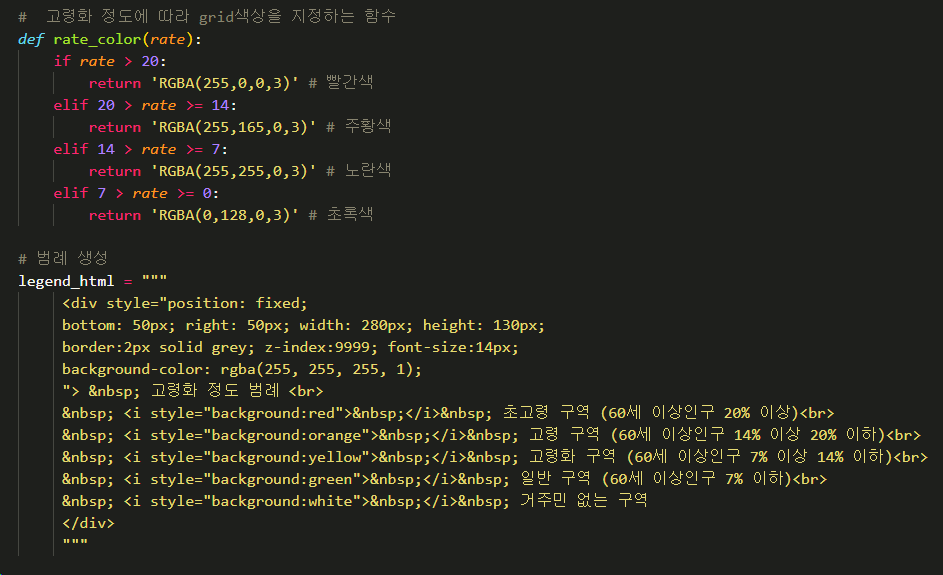 #  고령화 정도에 따라 grid색상을 지정하는 함수
def rate_color(rate):
    if rate > 20:
        return 'RGBA(255,0,0,3)' # 빨간색
    elif 20 > rate >= 14:
        return 'RGBA(255,165,0,3)' # 주황색
    elif 14 > rate >= 7:
        return 'RGBA(255,255,0,3)' # 노란색
    elif 7 > rate >= 0:
        return 'RGBA(0,128,0,3)' # 초록색
# 범례 생성
legend_html = """
     <div style="position: fixed;
     bottom: 50px; right: 50px; width: 280px; height: 130px;
     border:2px solid grey; z-index:9999; font-size:14px;
     background-color: rgba(255, 255, 255, 1);
     "> &nbsp; 고령화 정도 범례 <br>
     &nbsp; <i style="background:red">&nbsp;</i>&nbsp; 초고령 구역 (60세 이상인구 20% 이상)<br>
     &nbsp; <i style="background:orange">&nbsp;</i>&nbsp; 고령 구역 (60세 이상인구 14% 이상 20% 이하)<br>
     &nbsp; <i style="background:yellow">&nbsp;</i>&nbsp; 고령화 구역 (60세 이상인구 7% 이상 14% 이하)<br>
     &nbsp; <i style="background:green">&nbsp;</i>&nbsp; 일반 구역 (60세 이상인구 7% 이하)<br>
     &nbsp; <i style="background:white">&nbsp;</i>&nbsp; 거주민 없는 구역
     </div>
     """